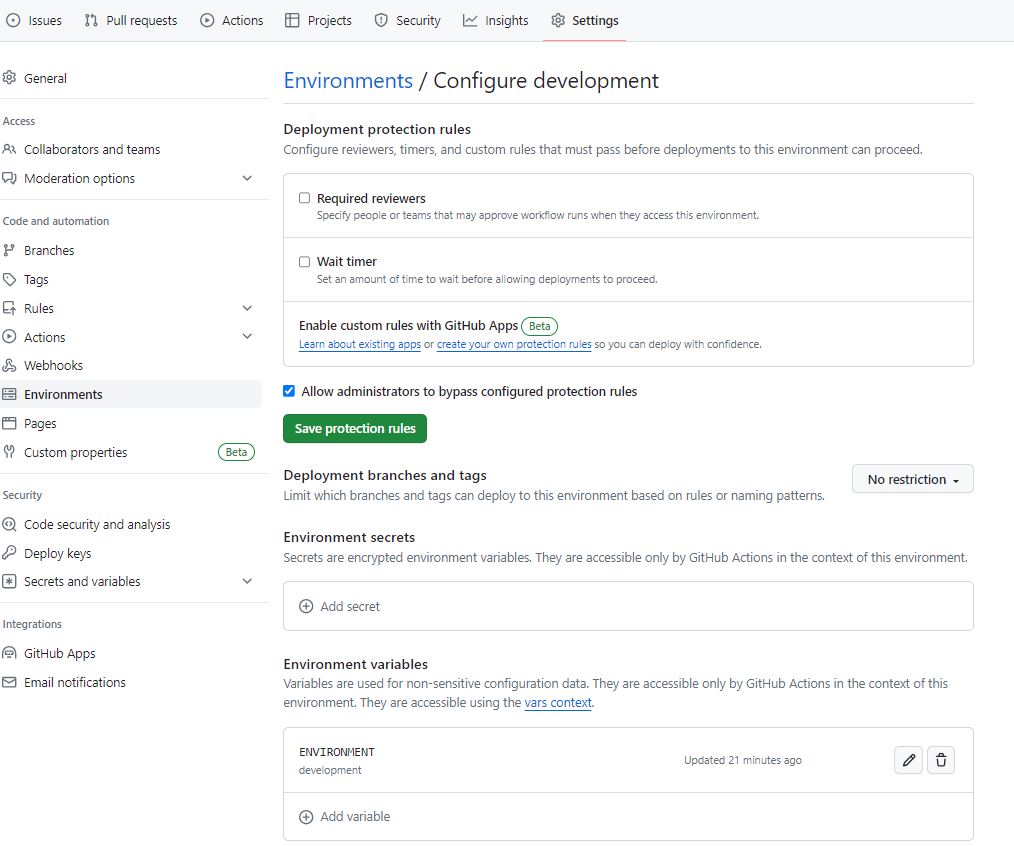 Issues
Pull requests
Actions
Projects
Security
Insights
Settings
General
Access
Collaborators and teams
Moderation options
Code and automation
Branches
Tags
Rules
Actions
Webhooks
Environments
Pages
Custom properties Beta
Security
Code security and analysis
Deploy keys
Secrets and variables
Integrations
GitHub Apps
Email notifications
Environments / Configure development
Deployment protection rules
Configure reviewers, timers, and custom rules that must pass before deployments to this environment can proceed.
Required reviewers
Specify people or teams that may approve workflow runs when they access this environment.
Wait timer
Set an amount of time to wait before allowing deployments to proceed.
Enable custom rules with GitHub Apps Beta
Learn about existing apps or create your own protection rules so you can deploy with confidence.
Allow administrators to bypass configured protection rules
Save protection rules
Deployment branches and tags
Limit which branches and tags can deploy to this environment based on rules or naming patterns.
No restriction
Environment secrets
Secrets are encrypted environment variables. They are accessible only by GitHub Actions in the context of this environment.
Add secret
Environment variables
Variables are used for non-sensitive configuration data. They are accessible only by GitHub Actions in the context of this
environment. They are accessible using the vars context.
ENVIRONMENT
development
Updated 21 minutes ago
Add variable